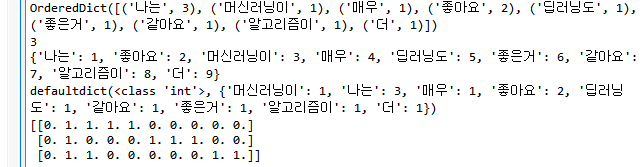 OrderedDict([('나는', 3), ('머신러닝이', 1), ('매우', 1), ('좋아요', 2), ('딥러닝도', 1),
('좋은거', 1), ('같아요', 1), ('알고리즘이', 1), ('더', 1)])
3
{'나는': 1, '좋아요': 2, '머신러닝이': 3, '매우': 4, '딥러닝도': 5, '좋은거': 6, '같아요':
7, '알고리즘이': 8, '더': 9}
defaultdict(<class 'int'>, {'머신러닝이': 1, '나는': 3, '매우': 1, '좋아요': 2, '딥러닝
도': 1, '같아요': 1, '좋은거': 1, '알고리즘이': 1, '더': 1})
[[0. 1. 1. 1. 1. 0. 0. 0. 0. 0.]
[0. 1. 0. 0. 0. 1. 1. 1. 0. 0.]
[0. 1. 1. 0. 0. 0. 0. 0. 1. 1.]]